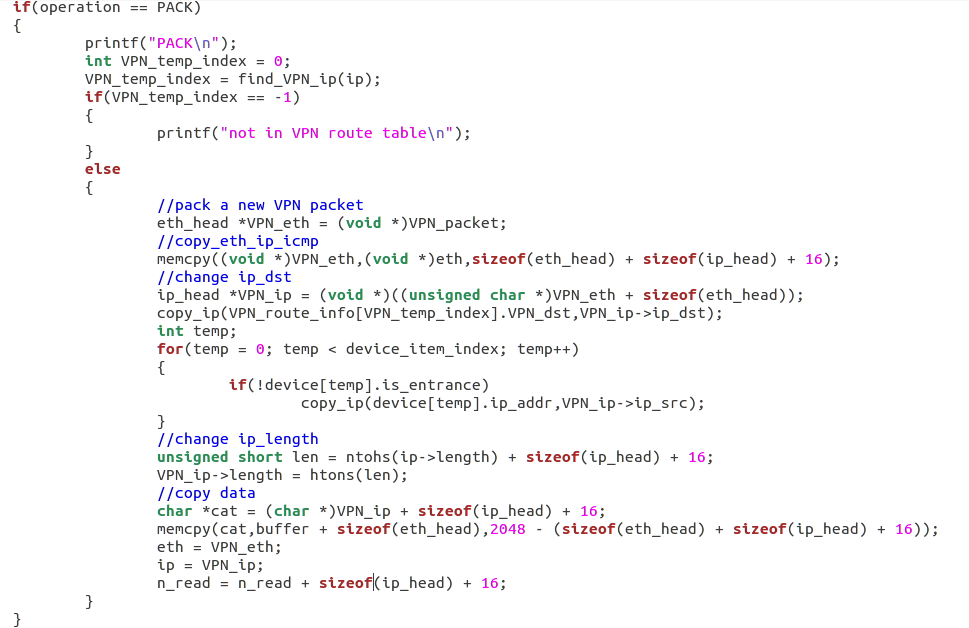 if(operation == PACK)
{
        printf("PACK\n");
        int VPN_temp_index = 0;
        VPN_temp_index = find_VPN_ip(ip);
        if(VPN_temp_index == -1)
        {
                printf("not in VPN route table\n");
        }
        else
        {
                //pack a new VPN packet
                eth_head *VPN_eth = (void *)VPN_packet;
                //copy_eth_ip_icmp
                memcpy((void *)VPN_eth,(void *)eth,sizeof(eth_head) + sizeof(ip_head) + 16);
                //change ip_dst
                ip_head *VPN_ip = (void *)((unsigned char *)VPN_eth + sizeof(eth_head));
                copy_ip(VPN_route_info[VPN_temp_index].VPN_dst,VPN_ip->ip_dst);
                int temp;
                for(temp = 0; temp < device_item_index; temp++)
                {
                        if(!device[temp].is_entrance)
                                copy_ip(device[temp].ip_addr,VPN_ip->ip_src);
                }
                //change ip_length
                unsigned short len = ntohs(ip->length) + sizeof(ip_head) + 16;
                VPN_ip->length = htons(len);
                //copy data
                char *cat = (char *)VPN_ip + sizeof(ip_head) + 16;
                memcpy(cat,buffer + sizeof(eth_head),2048 - (sizeof(eth_head) + sizeof(ip_head) + 16));
                eth = VPN_eth;
                ip = VPN_ip;
                n_read = n_read + sizeof(ip_head) + 16;
        }
}